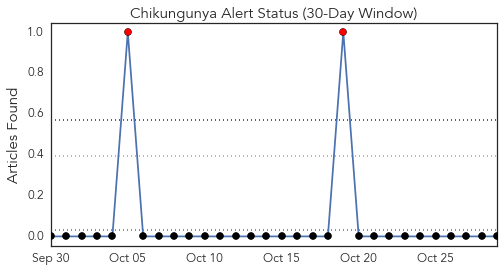 Chikungunya Alert Status (30-Day Window)
Articles Found
1.0
0.8
0.6
0.4
0.2
0.0
Sep 30 Oct 05 Oct 10 Oct 15 Oct 20 Oct 25